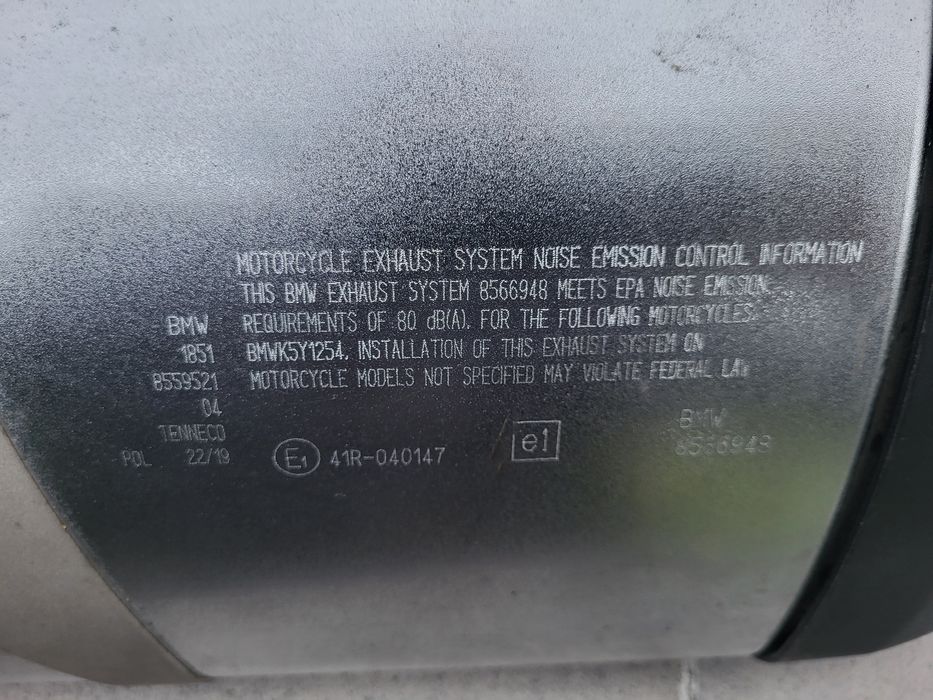 MOTORCYCLE EXHAUST SYSTEM NOISE EMISSION CONTROL INFORMATION
THIS BMW EXHAUST SYSTEM 8566948 MEETS EPA NOISE EMISSION
REQUIREMENTS OF 80 dB(A). FOR THE FOLLOWING MOTORCYCLES:
BMWK5Y1254. INSTALLATION OF THIS EXHAUST SYSTEM ON
MOTORCYCLE MODELS NOT SPECIFIED MAY VIOLATE FEDERAL LAW
BMW
1851
8559521
04
TENNECO
POL 22/19
E1 41R-040147
e1
BMW
8566948